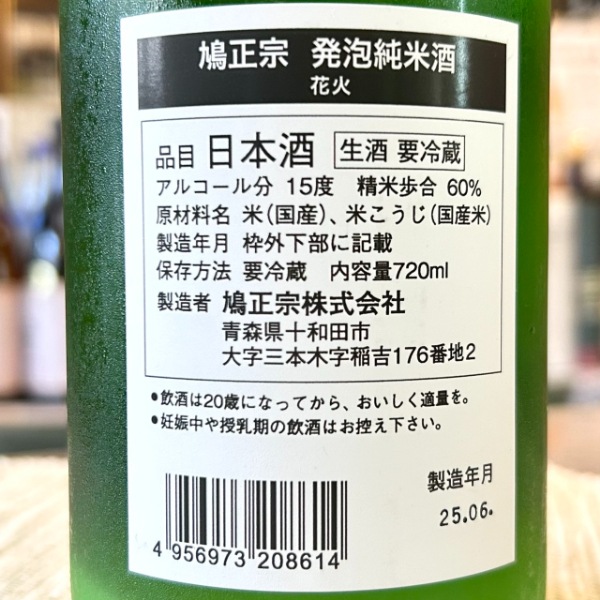 鳩正宗 発泡純米酒
花火
品目 日本酒 生酒 要冷蔵
アルコール分 15度 精米歩合 60%
原材料名 米(国産)、米こうじ(国産米)
製造年月 枠外下部に記載
保存方法 要冷蔵 内容量720ml
製造者 鳩正宗株式会社
青森県十和田市
大字三本木字稲吉176番地2
●飲酒は20歳になってから、おいしく適量を。
●妊娠中や授乳期の飲酒はお控え下さい。
製造年月
25.06.
4 956973 208614